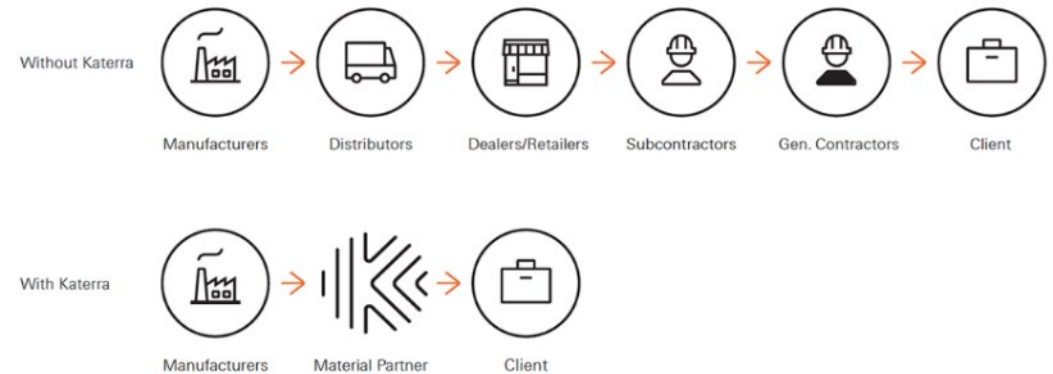 Without Katerra
Manufacturers
Distributors
Dealers/Retailers
Subcontractors
Gen. Contractors
Client
With Katerra
Manufacturers
Material Partner
Client